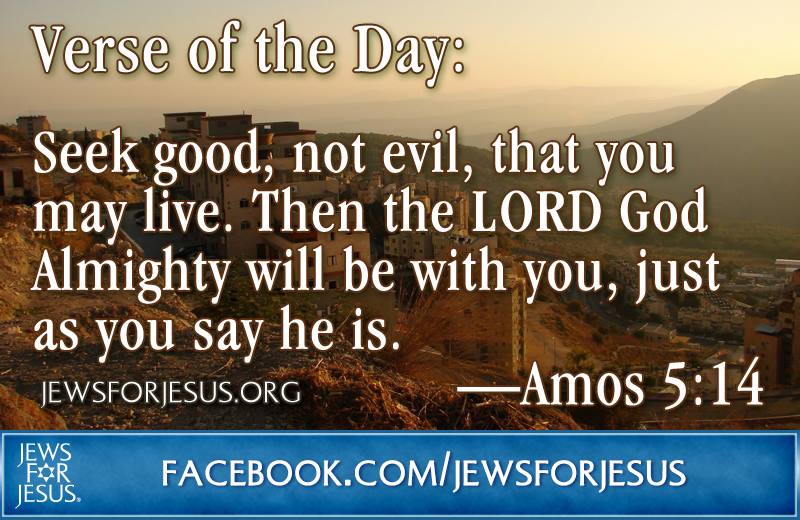 Verse of the Day:
Seek good, not evil, that you
may live. Then the LORD God
Almighty will be with you, just
as you say he is.
—Amos 5:14
JEWSFORJESUS.ORG
JEWS
FOR
JESUS®
FACEBOOK.COM/JEWSFORJESUS